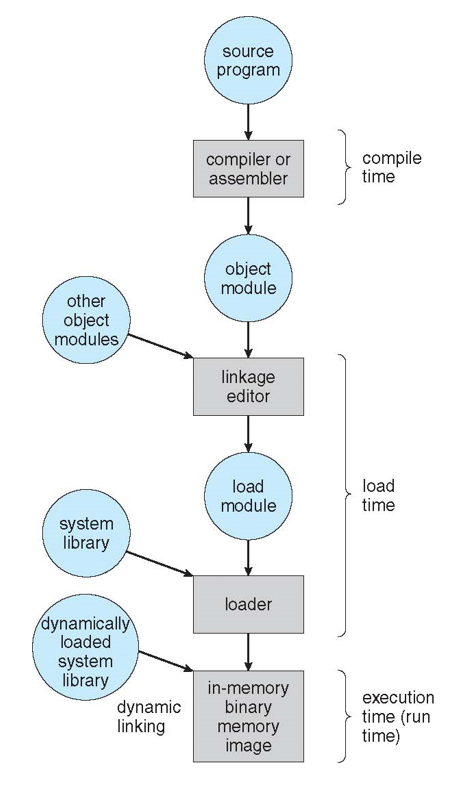 source
program
compiler or
assembler
compile
time
object
module
other
object
modules
linkage
editor
load
module
load
time
system
library
loader
dynamically
loaded
system
library
dynamic
linking
in-memory
binary
memory
image
execution
time (run
time)